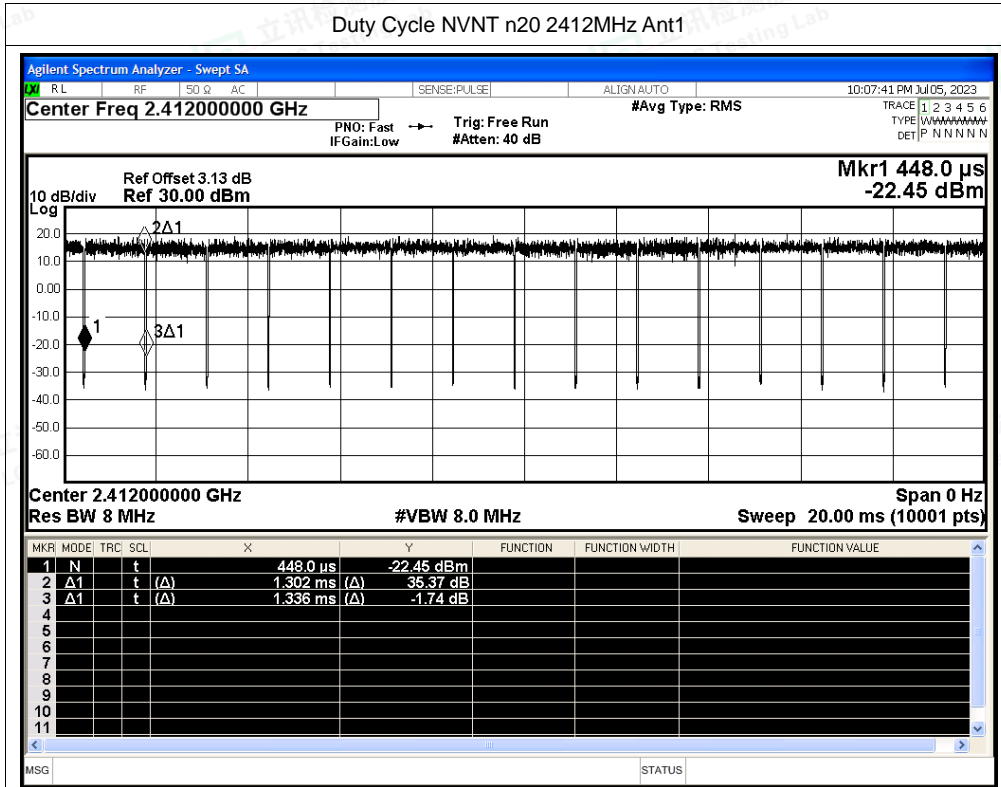 Duty Cycle NVNT n20 2412MHz Ant1
Agilent Spectrum Analyzer - Swept SA
LXI RL RF 50 Ω AC SENSE:PULSE ALIGN AUTO 10:07:41 PM Jul 05, 2023
Center Freq 2.412000000 GHz #Avg Type: RMS TRACE 1 2 3 4 5 6
PNO: Fast Trig: Free Run TYPE WWWWWW
IFGain:Low #Atten: 40 dB DET P N N N N N
Mkr1 448.0 µs
Ref Offset 3.13 dB
10 dB/div Ref 30.00 dBm -22.45 dBm
Log
20.0
2Δ1
10.0
0.00
-10.0
1
3Δ1
-20.0
-30.0
-40.0
-50.0
-60.0
Center 2.412000000 GHz Span 0 Hz
Res BW 8 MHz #VBW 8.0 MHz Sweep 20.00 ms (10001 pts)
MKR MODE TRC SCL X Y FUNCTION FUNCTION WIDTH FUNCTION VALUE
1 N t 448.0 µs -22.45 dBm
2 Δ1 t (Δ) 1.302 ms (Δ) 35.37 dB
3 Δ1 t (Δ) 1.336 ms (Δ) -1.74 dB
4
5
6
7
8
9
10
11
MSG STATUS